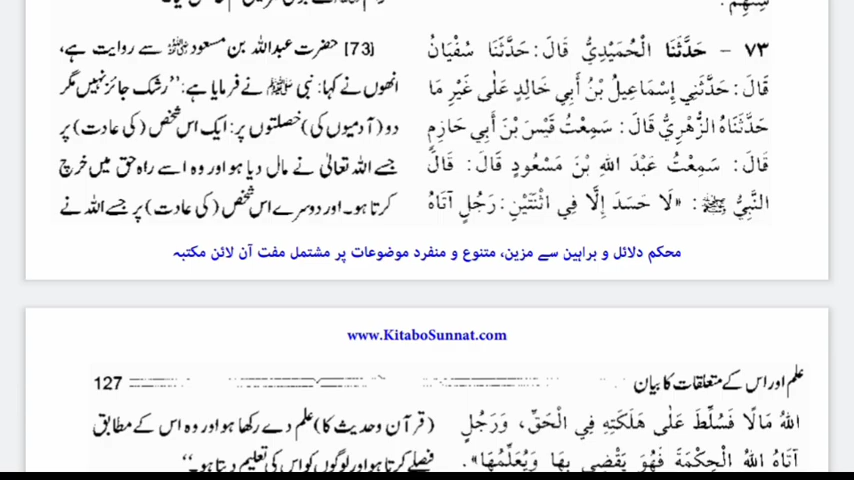 ٧٣ - حَدَّثَنَا الْحُمَيْدِيُّ قَالَ: حَدَّثَنَا سُفْيَانُ
قَالَ: حَدَّثَنِي إِسْمَاعِيلُ بْنُ أَبِي خَالِدٍ عَلٰى غَيْرِ مَا
حَدَّثَنَاهُ الزُّهْرِيُّ قَالَ: سَمِعْتُ قَيْسَ بْنَ أَبِي حَازِمٍ
قَالَ: سَمِعْتُ عَبْدَ اللهِ بْنَ مَسْعُودٍ قَالَ: قَالَ
النَّبِيُّ ﷺ: «لَا حَسَدَ إِلَّا فِي اثْنَتَيْنِ: رَجُلٍ آتَاهُ
[73] حضرت عبداللہ بن مسعود رضی اللہ عنہ سے روایت ہے،
انھوں نے کہا: نبی ﷺ نے فرمایا ہے: ’’رشک جائز نہیں مگر
دو (آدمیوں کی) خصلتوں پر: ایک اس شخص (کی عادت) پر
جسے اللہ تعالیٰ نے مال دیا ہو اور وہ اسے راہ حق میں خرچ
کرتا ہو۔ اور دوسرے اس شخص (کی عادت) پر جسے اللہ نے
محکم دلائل و براہین سے مزین، متنوع و منفرد موضوعات پر مشتمل مفت آن لائن مکتبہ
www.KitaboSunnat.com
علم اور اس کے متعلقات کا بیان 127
اللهُ مَالًا فَسُلِّطَ عَلٰى هَلَكَتِهِ فِي الْحَقِّ، وَرَجُلٍ
آتَاهُ اللهُ الْحِكْمَةَ فَهُوَ يَقْضِي بِهَا وَيُعَلِّمُهَا».
(قرآن وحدیث کا) علم دے رکھا ہو اور وہ اس کے مطابق
فیصلے کرتا ہو اور لوگوں کو اس کی تعلیم دیتا ہو۔‘‘